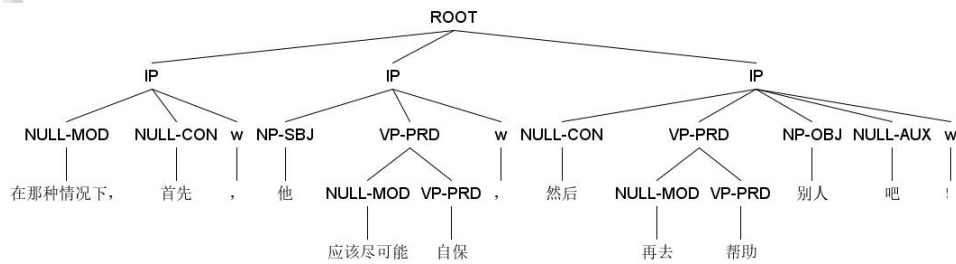 ROOT
IP IP IP
NULL-MOD NULL-CON w NP-SBJ VP-PRD w NULL-CON VP-PRD NP-OBJ NULL-AUX w
在那种情况下, 首先 , 他 NULL-MOD VP-PRD , 然后 NULL-MOD VP-PRD 别人 吧 !
应该尽可能 自保 再去 帮助